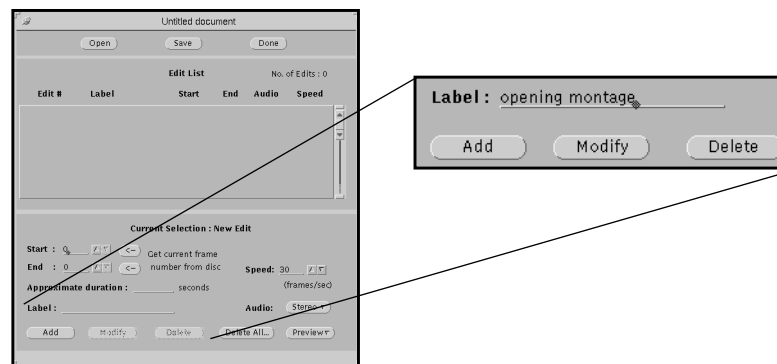 Untitled document
Open Save Done
Edit List No. of Edits : 0
Edit # Label Start End Audio Speed
Current Selection : New Edit
Start : 0 <– Get current frame
End : 0 <– number from disc Speed: 30
Approximate duration : seconds (frames/sec)
Label : Audio: Stereo
Add Modify Delete Delete All... Preview
Label : opening montage
Add Modify Delete